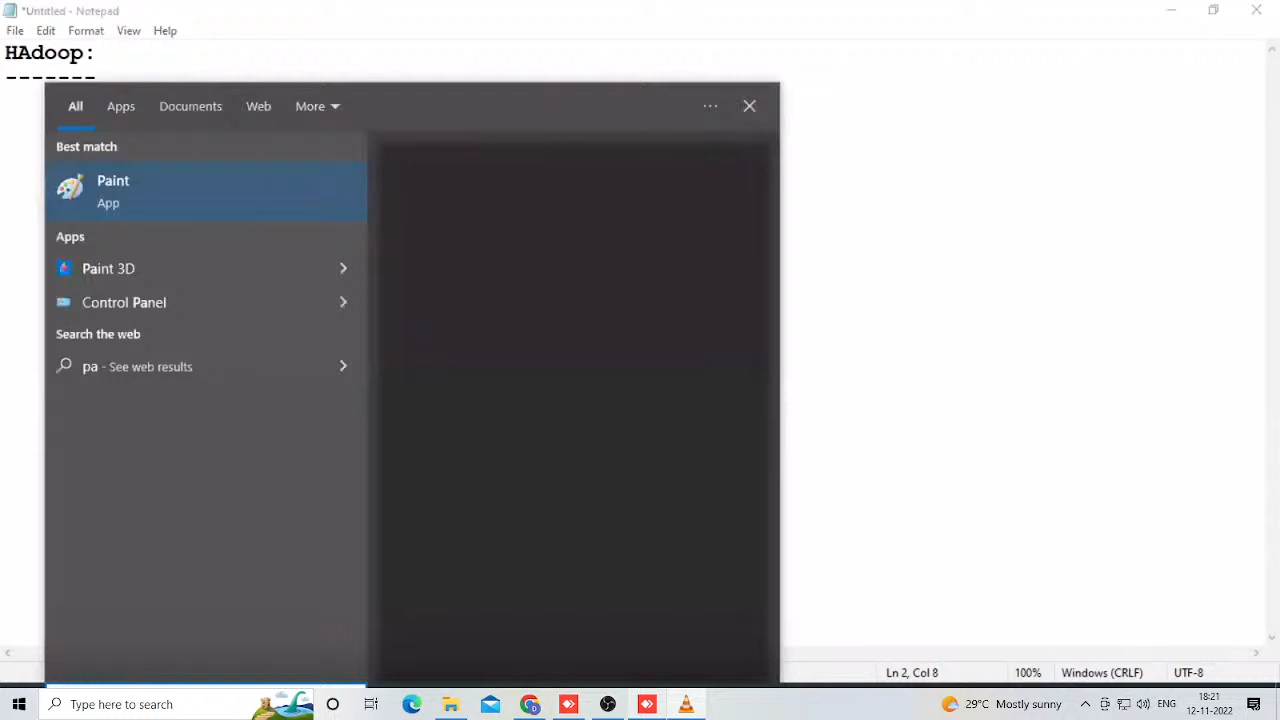 *Untitled - Notepad
File Edit Format View Help
HAdoop:
-------
All Apps Documents Web More
Best match
Paint
App
Apps
Paint 3D
Control Panel
Search the web
pa - See web results
Ln 2, Col 8 100% Windows (CRLF) UTF-8
Type here to search
29°C Mostly sunny
ENG
18:21
12-11-2022